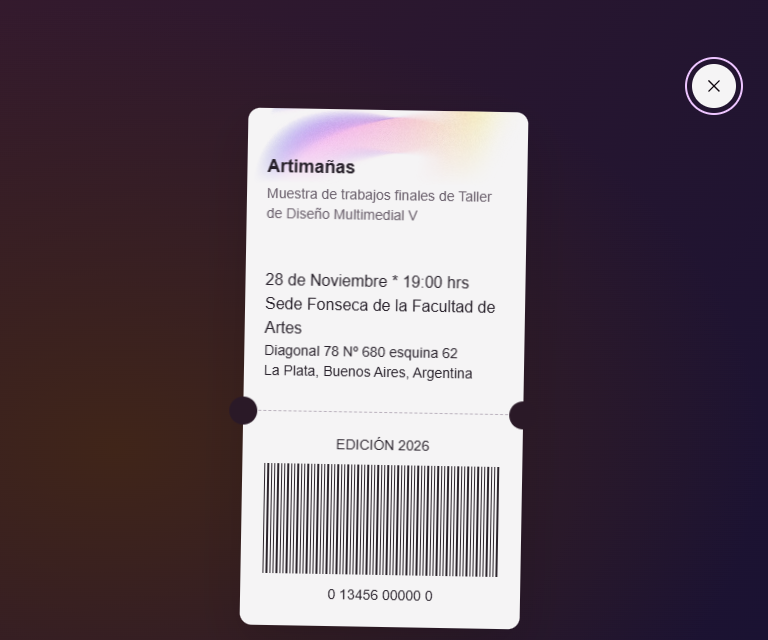 Artimañas
Muestra de trabajos finales de Taller
de Diseño Multimedial V
28 de Noviembre * 19:00 hrs
Sede Fonseca de la Facultad de
Artes
Diagonal 78 Nº 680 esquina 62
La Plata, Buenos Aires, Argentina
EDICIÓN 2026
0 13456 00000 0